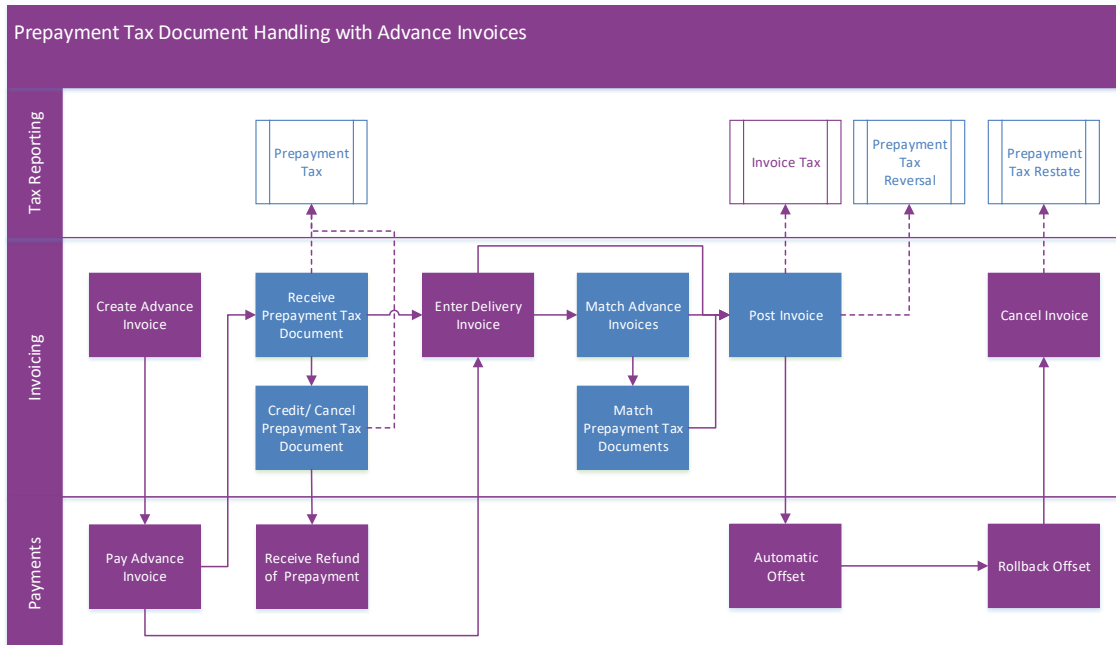 Prepayment Tax Document Handling with Advance Invoices
Tax Reporting
Prepayment
Tax
Invoice Tax
Prepayment
Tax
Reversal
Prepayment
Tax Restate
Invoicing
Create Advance
Invoice
Receive
Prepayment Tax
Document
Enter Delivery
Invoice
Match Advance
Invoices
Post Invoice
Cancel Invoice
Credit/ Cancel
Prepayment Tax
Document
Match
Prepayment Tax
Documents
Payments
Pay Advance
Invoice
Receive Refund
of Prepayment
Automatic
Offset
Rollback Offset